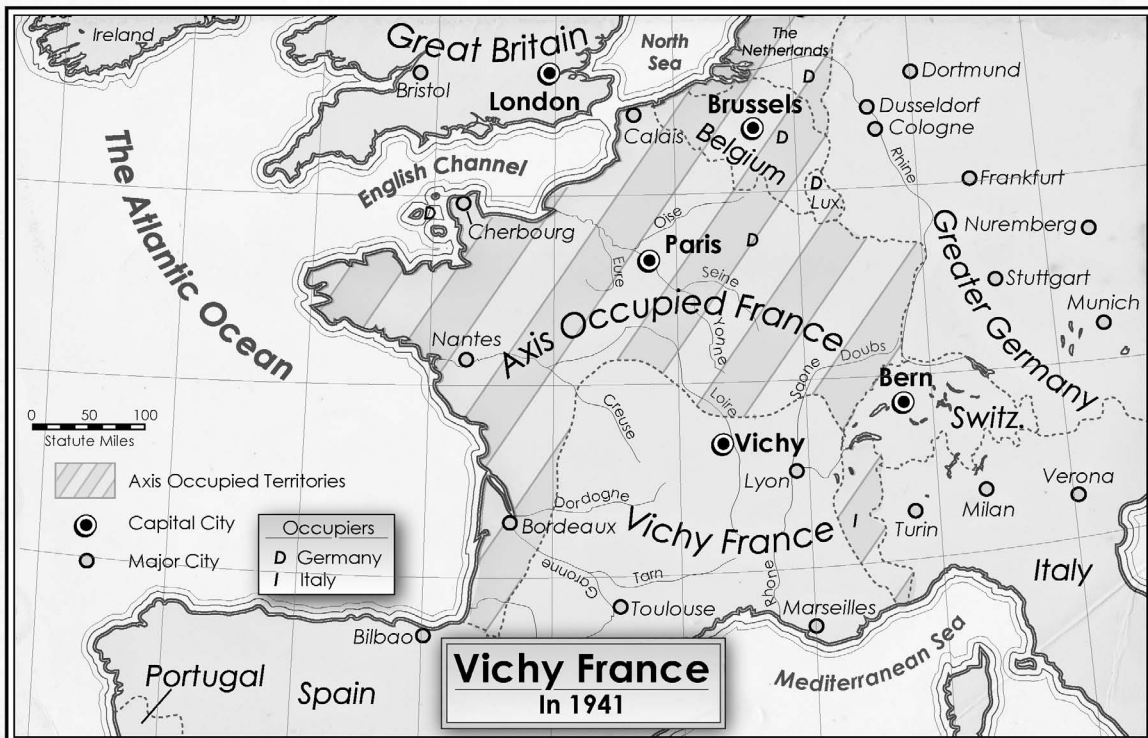 Ireland
Great Britain
Bristol
London
North
Sea
The
Netherlands
D
Dortmund
Dusseldorf
Cologne
Brussels
Belgium
D
Calais
The Atlantic Ocean
English Channel
D
Cherbourg
D
Lux.
Rhine
Frankfurt
Nuremberg
Greater Germany
Stuttgart
Munich
Oise
Paris
D
Eure
Seine
Yonne
Axis Occupied France
Nantes
Saone
Doubs
Bern
Switz.
Loire
Creuse
Vichy
Lyon
0 50 100
Statute Miles
Axis Occupied Territories
Capital City
Major City
Occupiers
D Germany
I Italy
Dordogne
Bordeaux
Vichy France
I
Turin
Milan
Verona
Italy
Garonne
Tarn
Rhone
Toulouse
Marseilles
Bilbao
Mediterranean Sea
Portugal
Spain
Vichy France
In 1941